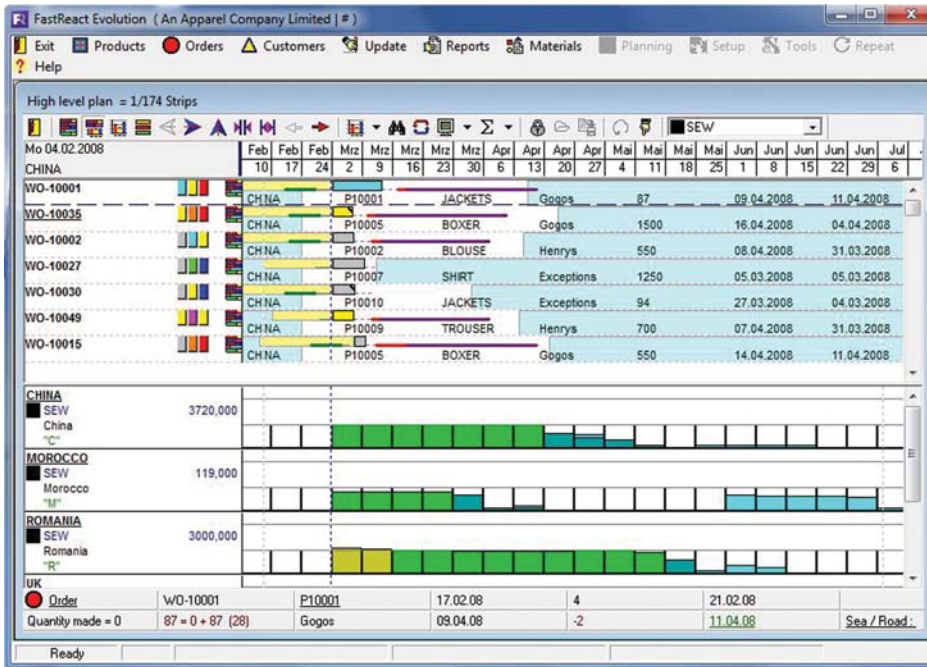 FastReact Evolution ( An Apparel Company Limited | # )
Exit Products Orders Customers Update Reports Materials Planning Setup Tools Repeat
? Help
High level plan = 1/174 Strips
SEW
Mo 04.02.2008 Feb Feb Feb Mrz Mrz Mrz Mrz Mrz Apr Apr Apr Apr Mai Mai Mai Mai Jun Jun Jun Jun Jun Jul
CHINA 10 17 24 2 9 16 23 30 6 13 20 27 4 11 18 25 1 8 15 22 29 6
WO-10001
CHINA P10001 JACKETS Gogos 87 09.04.2008 11.04.2008
WO-10035
CHINA P10005 BOXER Gogos 1500 16.04.2008 04.04.2008
WO-10002
CHINA P10002 BLOUSE Henrys 550 08.04.2008 31.03.2008
WO-10027
CHINA P10007 SHIRT Exceptions 1250 05.03.2008 05.03.2008
WO-10030
CHINA P10010 JACKETS Exceptions 94 27.03.2008 04.03.2008
WO-10049
CHINA P10009 TROUSER Henrys 700 07.04.2008 31.03.2008
WO-10015
CHINA P10005 BOXER Gogos 550 14.04.2008 11.04.2008
CHINA
SEW 3720,000
China
"C"
MOROCCO
SEW 119,000
Morocco
"M"
ROMANIA
SEW 3000,000
Romania
"R"
UK
Order WO-10001 P10001 17.02.08 4 21.02.08
Quantity made = 0 87 = 0 + 87 (28) Gogos 09.04.08 -2 11.04.08 Sea / Road :
Ready